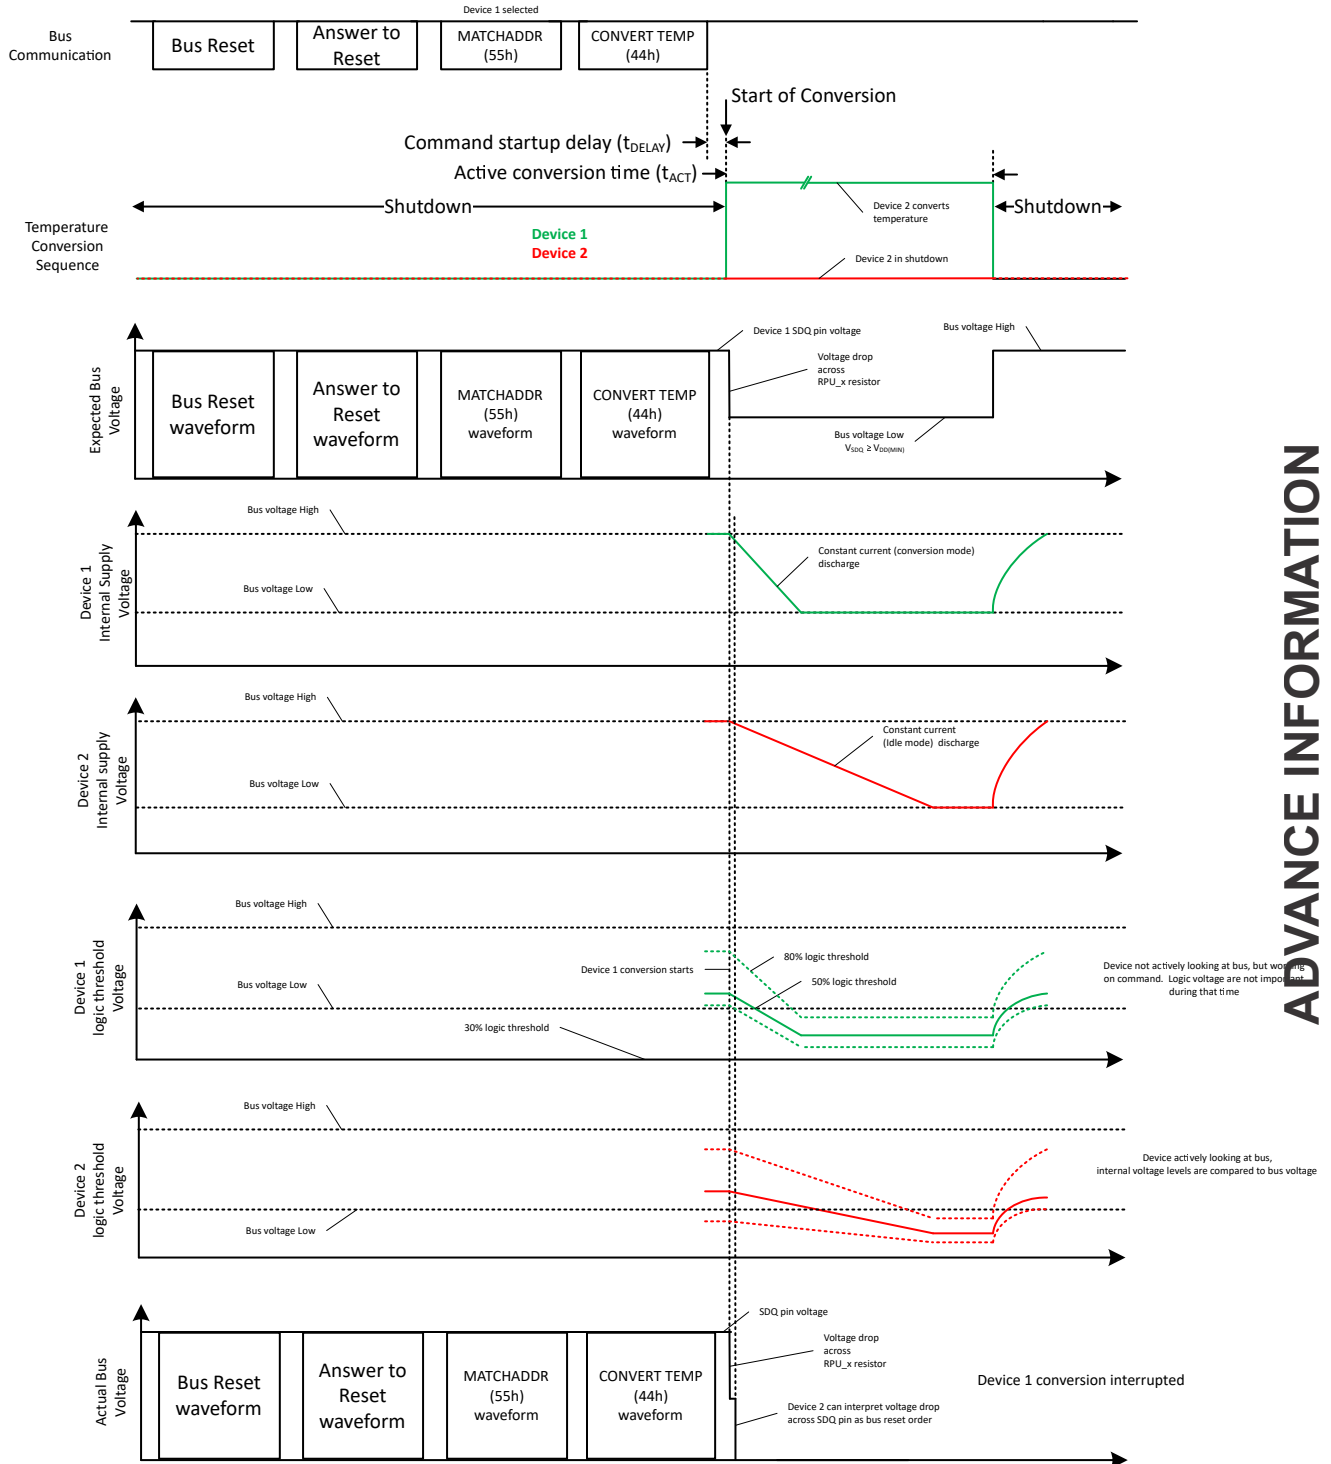 Device 1 selected
Bus
Communication
Bus Reset
Answer to
Reset
MATCHADDR
(55h)
CONVERT TEMP
(44h)
Start of Conversion
Command startup delay (tDELAY)
Active conversion time (tACT)
Shutdown
Shutdown
Temperature
Conversion
Sequence
Device 1
Device 2
Device 2 converts
temperature
Device 2 in shutdown
Expected Bus
Voltage
Bus Reset
waveform
Answer to
Reset
waveform
MATCHADDR
(55h)
waveform
CONVERT TEMP
(44h)
waveform
Device 1 SDQ pin voltage
Voltage drop
across
RPU_x resistor
Bus voltage High
Bus voltage Low
VSDQ ≥ VDD(MIN)
Device 1
Internal Supply
Voltage
Bus voltage High
Bus voltage Low
Constant current (conversion mode)
discharge
Device 2
Internal supply
Voltage
Bus voltage High
Bus voltage Low
Constant current
(Idle mode) discharge
Device 1
logic threshold
Voltage
Bus voltage High
Bus voltage Low
30% logic threshold
Device 1 conversion starts
80% logic threshold
50% logic threshold
Device not actively looking at bus, but working
on command. Logic voltage are not important
during that time
Device 2
logic threshold
Voltage
Bus voltage High
Bus voltage Low
Device actively looking at bus,
internal voltage levels are compared to bus voltage
Actual Bus
Voltage
Bus Reset
waveform
Answer to
Reset
waveform
MATCHADDR
(55h)
waveform
CONVERT TEMP
(44h)
waveform
SDQ pin voltage
Voltage drop
across
RPU_x resistor
Device 2 can interpret voltage drop
across SDQ pin as bus reset order
Device 1 conversion interrupted
ADVANCE INFORMATION